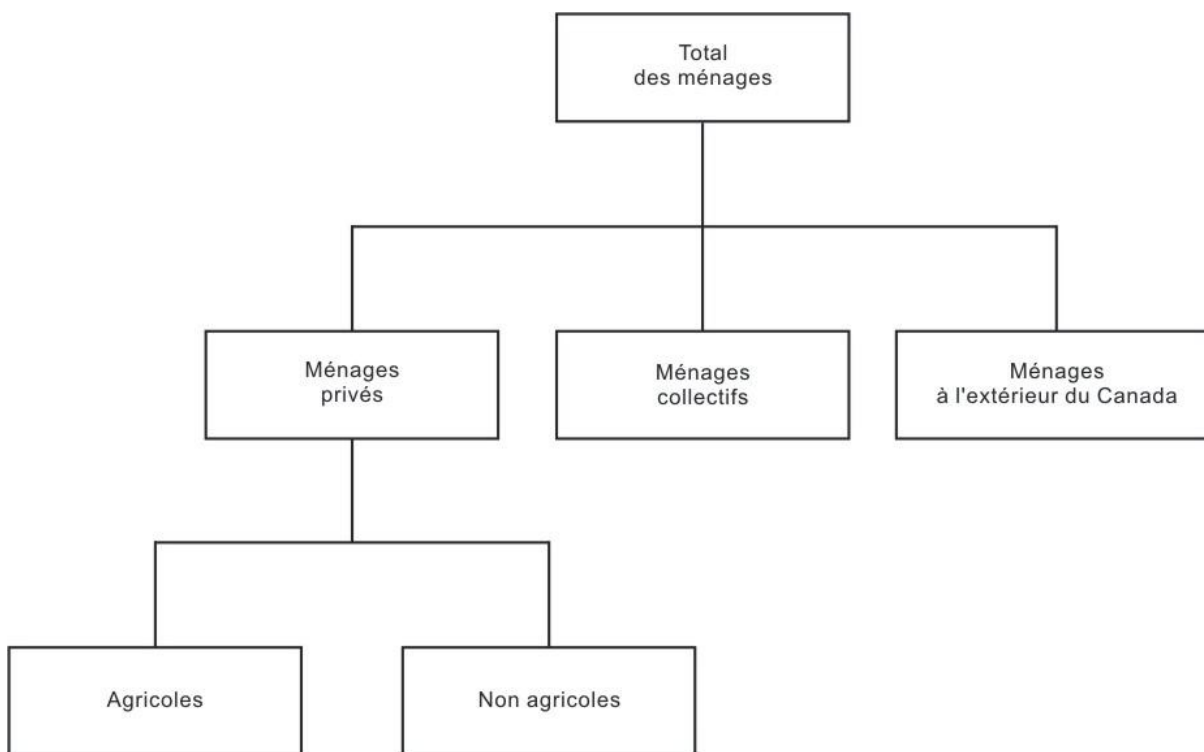 Total
des ménages
Ménages
privés
Ménages
collectifs
Ménages
à l'extérieur du Canada
Agricoles
Non agricoles